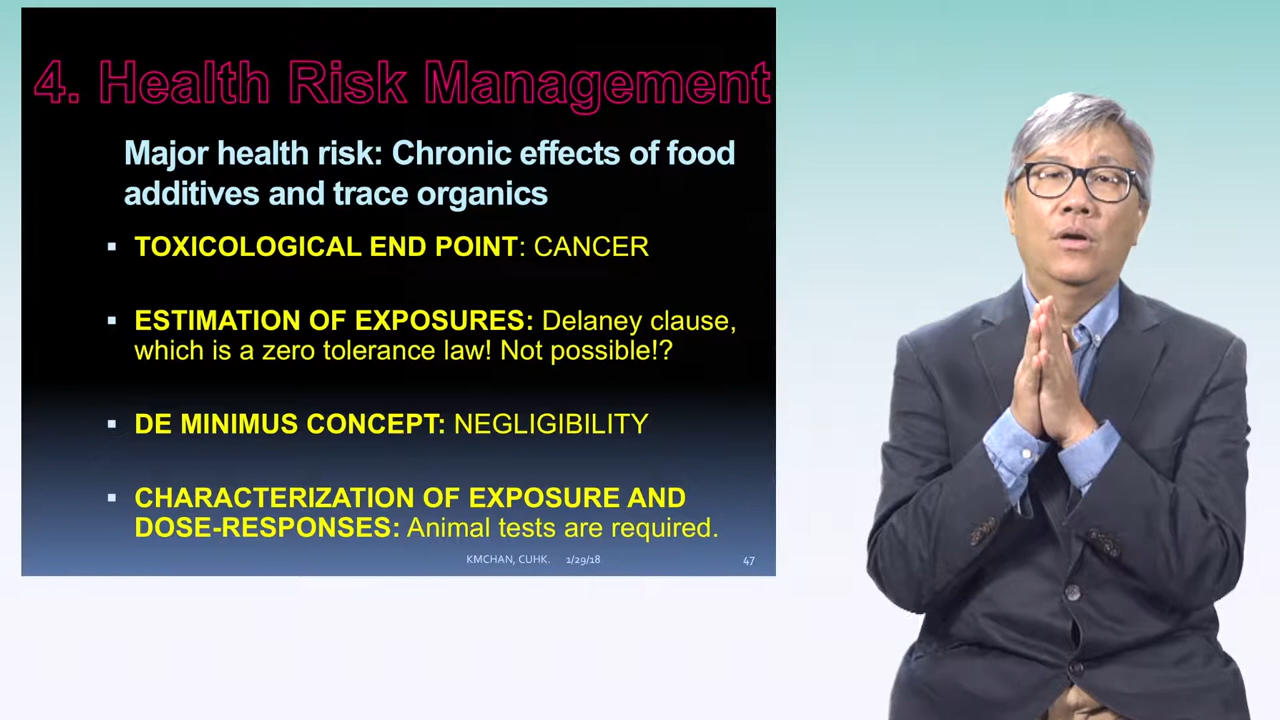 4. Health Risk Management
Major health risk: Chronic effects of food
additives and trace organics
▪ TOXICOLOGICAL END POINT: CANCER
▪ ESTIMATION OF EXPOSURES: Delaney clause,
which is a zero tolerance law! Not possible!?
▪ DE MINIMUS CONCEPT: NEGLIGIBILITY
▪ CHARACTERIZATION OF EXPOSURE AND
DOSE-RESPONSES: Animal tests are required.
KMCHAN, CUHK. 1/29/18 47